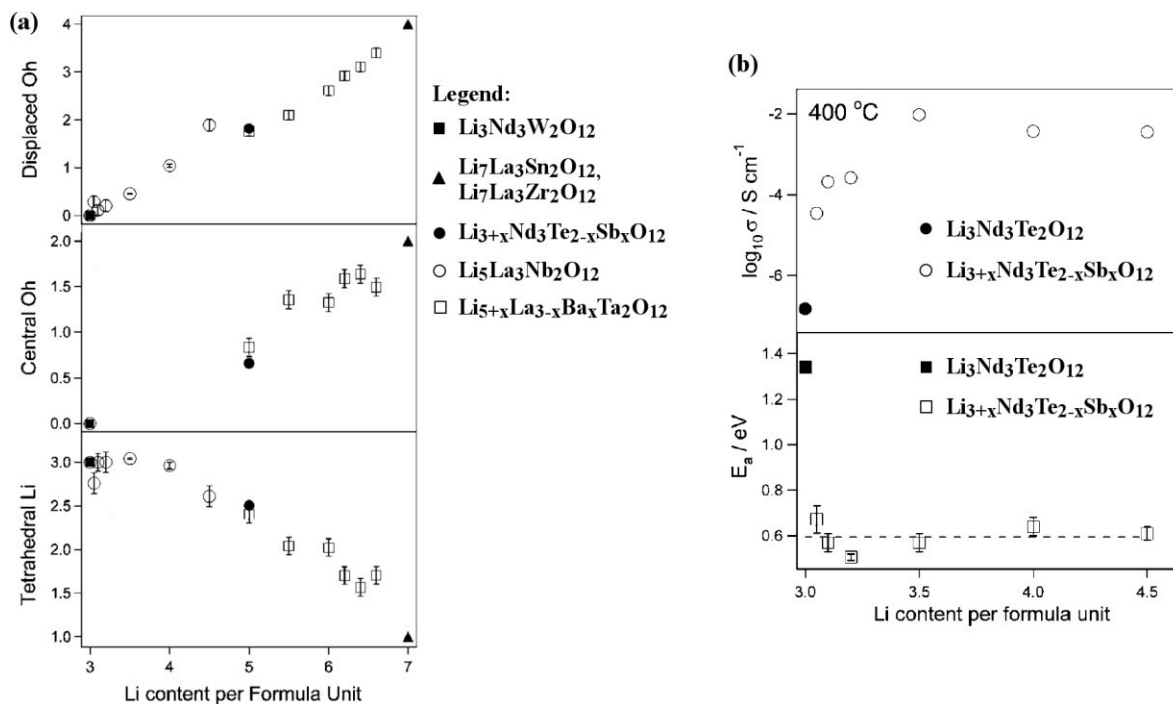 (a)
Displaced Oh
4
3
2
1
0
Central Oh
2.0
1.5
1.0
0.5
0.0
Tetrahedral Li
3.0
2.5
2.0
1.5
1.0
3 4 5 6 7
Li content per Formula Unit
Legend:
Li₃Nd₃W₂O₁₂
Li₇La₃Sn₂O₁₂,
Li₇La₃Zr₂O₁₂
Li₃₊ₓNd₃Te₂₋ₓSbₓO₁₂
Li₅La₃Nb₂O₁₂
Li₅₊ₓLa₃₋ₓBaₓTa₂O₁₂
(b)
400 °C
log₁₀ σ / S cm⁻¹
-2
-4
-6
Li₃Nd₃Te₂O₁₂
Li₃₊ₓNd₃Te₂₋ₓSbₓO₁₂
Eₐ / eV
1.4
1.2
1.0
0.8
0.6
Li₃Nd₃Te₂O₁₂
Li₃₊ₓNd₃Te₂₋ₓSbₓO₁₂
3.0 3.5 4.0 4.5
Li content per formula unit